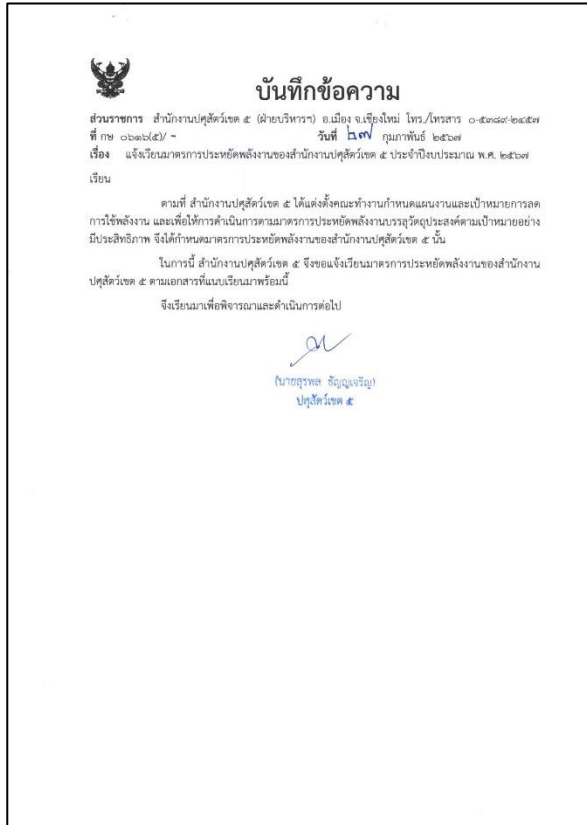 บันทึกข้อความ
ส่วนราชการ สำนักงานปศุสัตว์เขต ๕ (ฝ่ายบริหารฯ) อ.เมือง จ.เชียงใหม่ โทร./โทรสาร ๐-๕๓๘๙-๒๔๕๗
ที่ กษ ๐๖๑๖(๕)/ - วันที่ ๒๗ กุมภาพันธ์ ๒๕๖๗
เรื่อง แจ้งเวียนมาตรการประหยัดพลังงานของสำนักงานปศุสัตว์เขต ๕ ประจำปีงบประมาณ พ.ศ. ๒๕๖๗
เรียน
ตามที่ สำนักงานปศุสัตว์เขต ๕ ได้แต่งตั้งคณะทำงานกำหนดแผนงานและเป้าหมายการลด
การใช้พลังงาน และเพื่อให้การดำเนินการตามมาตรการประหยัดพลังงานบรรลุวัตถุประสงค์ตามเป้าหมายอย่าง
มีประสิทธิภาพ จึงได้กำหนดมาตรการประหยัดพลังงานของสำนักงานปศุสัตว์เขต ๕ นั้น
ในการนี้ สำนักงานปศุสัตว์เขต ๕ จึงขอแจ้งเวียนมาตรการประหยัดพลังงานของสำนักงาน
ปศุสัตว์เขต ๕ ตามเอกสารที่แนบเรียนมาพร้อมนี้
จึงเรียนมาเพื่อพิจารณาและดำเนินการต่อไป
(นายสุรพล ธัญญเจริญ)
ปศุสัตว์เขต ๕